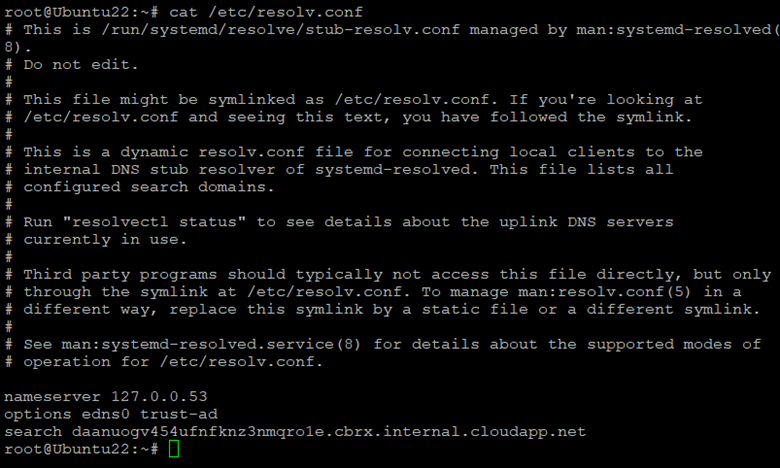 root@Ubuntu22:~# cat /etc/resolv.conf
# This is /run/systemd/resolve/stub-resolv.conf managed by man:systemd-resolved(
8).
# Do not edit.
#
# This file might be symlinked as /etc/resolv.conf. If you're looking at
# /etc/resolv.conf and seeing this text, you have followed the symlink.
#
# This is a dynamic resolv.conf file for connecting local clients to the
# internal DNS stub resolver of systemd-resolved. This file lists all
# configured search domains.
#
# Run "resolvectl status" to see details about the uplink DNS servers
# currently in use.
#
# Third party programs should typically not access this file directly, but only
# through the symlink at /etc/resolv.conf. To manage man:resolv.conf(5) in a
# different way, replace this symlink by a static file or a different symlink.
#
# See man:systemd-resolved.service(8) for details about the supported modes of
# operation for /etc/resolv.conf.

nameserver 127.0.0.53
options edns0 trust-ad
search daanuogv454ufnfknz3nmqro1e.cbrx.internal.cloudapp.net
root@Ubuntu22:~#